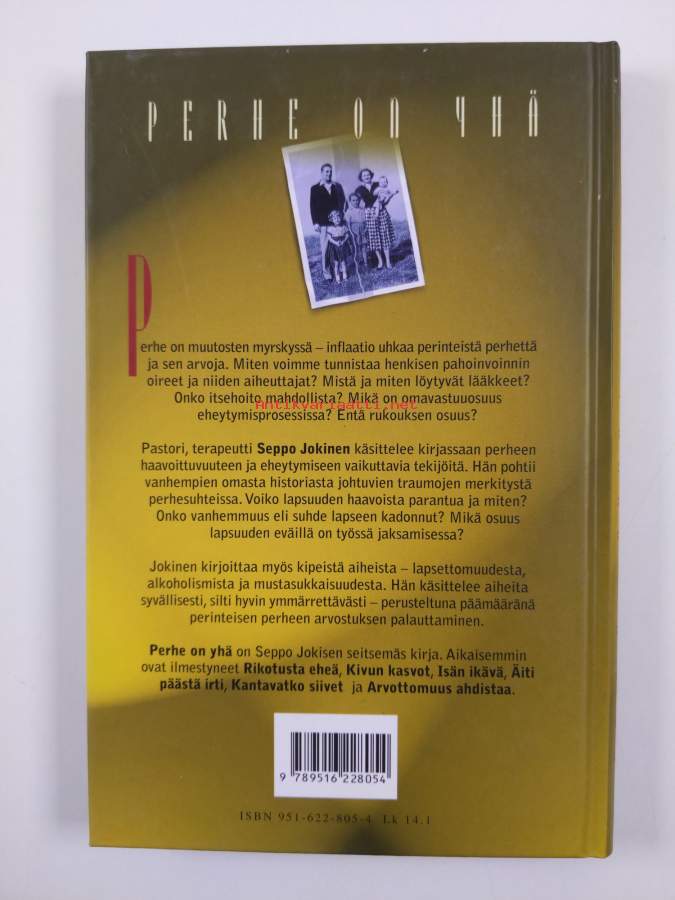 PERHE ON YHÄ
Perhe on muutosten myrskyssä – inflaatio uhkaa perinteistä perhettä
ja sen arvoja. Miten voimme tunnistaa henkisen pahoinvoinnin
oireet ja niiden aiheuttajat? Mistä ja miten löytyvät lääkkeet?
Onko itsehoito mahdollista? Mikä on omavastuuosuus
Antikvariaatti.net
eheytymisprosessissa? Entä rukouksen osuus?
Pastori, terapeutti Seppo Jokinen käsittelee kirjassaan perheen
haavoittuvuuteen ja eheytymiseen vaikuttavia tekijöitä. Hän pohtii
vanhempien omasta historiasta johtuvien traumojen merkitystä
perhesuhteissa. Voiko lapsuuden haavoista parantua ja miten?
Onko vanhemmuus eli suhde lapseen kadonnut? Mikä osuus
lapsuuden eväillä on työssä jaksamisessa?
Jokinen kirjoittaa myös kipeistä aiheista – lapsettomuudesta,
alkoholismista ja mustasukkaisuudesta. Hän käsittelee aiheita
syvällisesti, silti hyvin ymmärrettävästi – perusteltuna päämääränä
perinteisen perheen arvostuksen palauttaminen.
Perhe on yhä on Seppo Jokisen seitsemäs kirja. Aikaisemmin
ovat ilmestyneet Rikotusta eheä, Kivun kasvot, Isän ikävä, Äiti
päästä irti, Kantavatko siivet ja Arvottomuus ahdistaa.
9 789516 228054
ISBN 951-622-805-4 Lk 14.1